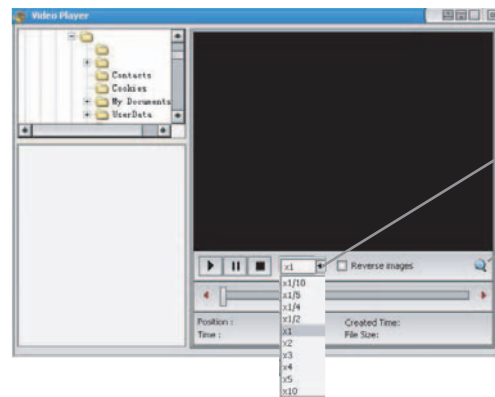 Video Player
Contacts
Cookies
My Documents
UserData
x1
Reverse images
x1/10
x1/5
x1/4
x1/2
x1
x2
x3
x4
x5
x10
Position :
Created Time:
Time :
File Size: